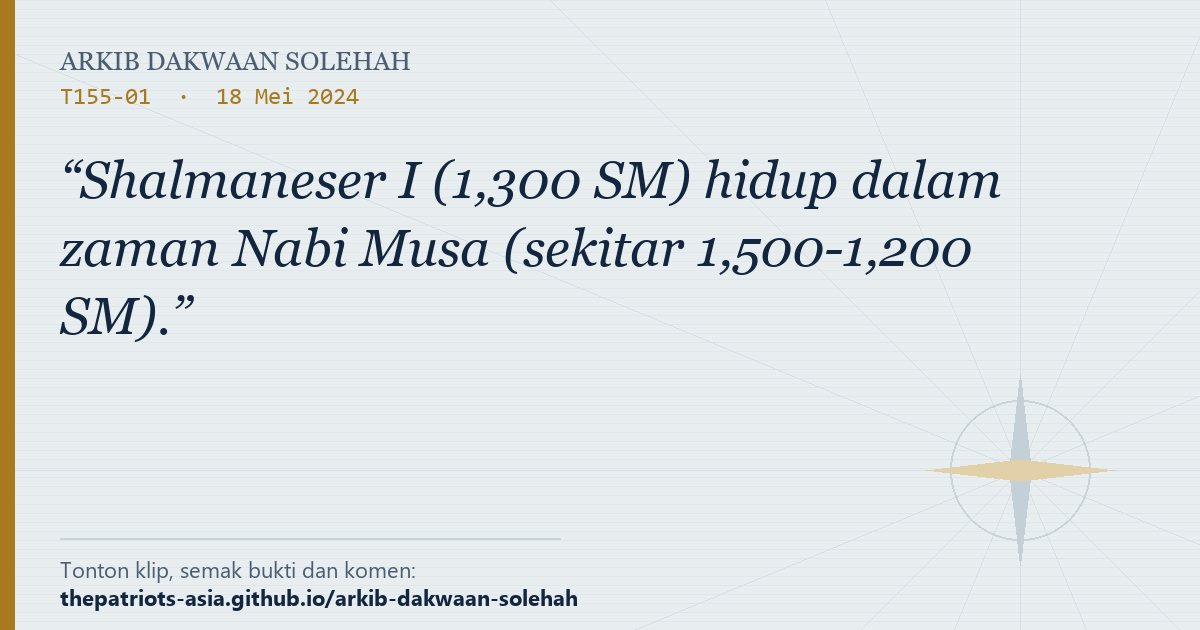 ARKIB DAKWAAN SOLEHAH
T155-01 · 18 Mei 2024
“Shalmaneser I (1,300 SM) hidup dalam
zaman Nabi Musa (sekitar 1,500-1,200
SM).”
Tonton klip, semak bukti dan komen:
thepatriots-asia.github.io/arkib-dakwaan-solehah